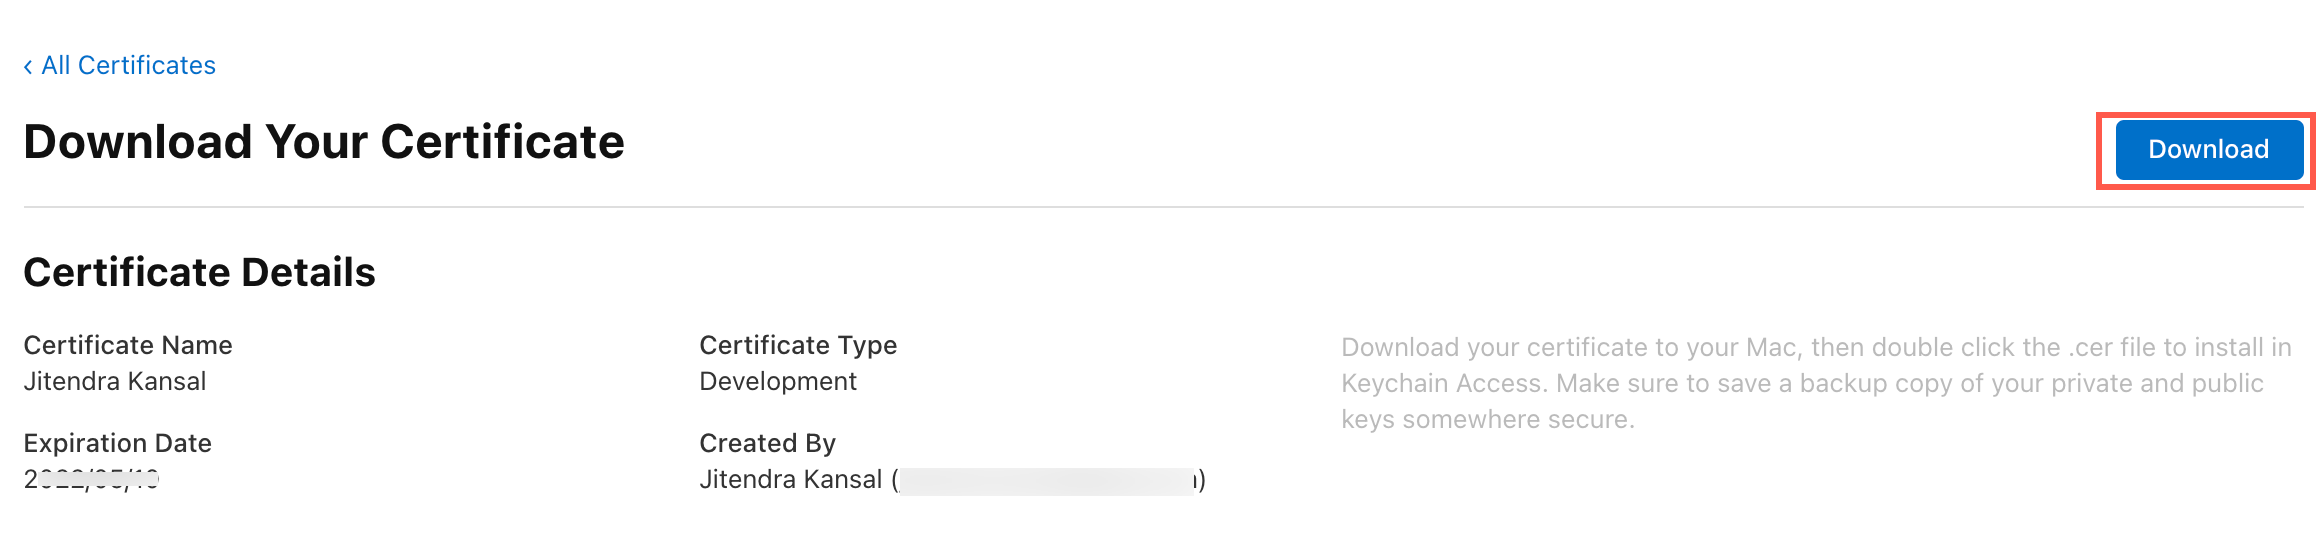 ‹ All Certificates
Download Your Certificate
Download
Certificate Details
Certificate Name
Jitendra Kansal
Certificate Type
Development
Download your certificate to your Mac, then double click the .cer file to install in
Keychain Access. Make sure to save a backup copy of your private and public
keys somewhere secure.
Expiration Date
Created By
Jitendra Kansal (
)